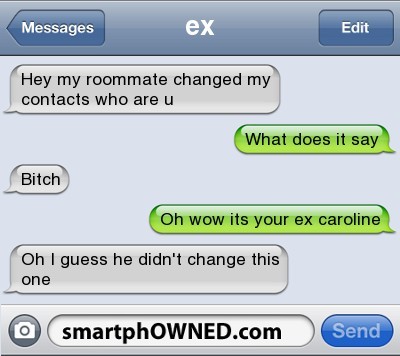 Messages
ex
Edit
Hey my roommate changed my
contacts who are u
What does it say
Bitch
Oh wow its your ex caroline
Oh I guess he didn't change this
one
smartphOWNED.com
Send